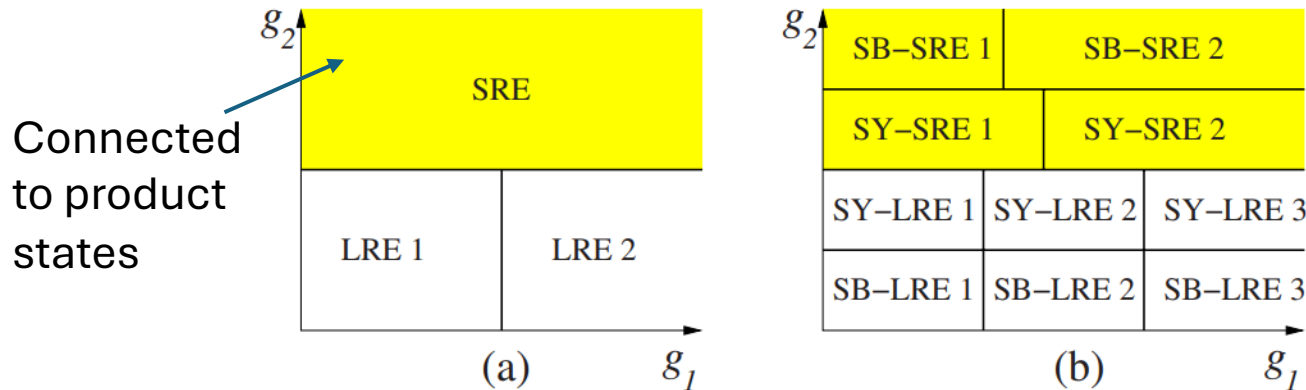 Connected
to product
states
g2
SRE
LRE 1
LRE 2
(a)
g1
g2
SB–SRE 1
SB–SRE 2
SY–SRE 1
SY–SRE 2
SY–LRE 1
SY–LRE 2
SY–LRE 3
SB–LRE 1
SB–LRE 2
SB–LRE 3
(b)
g1